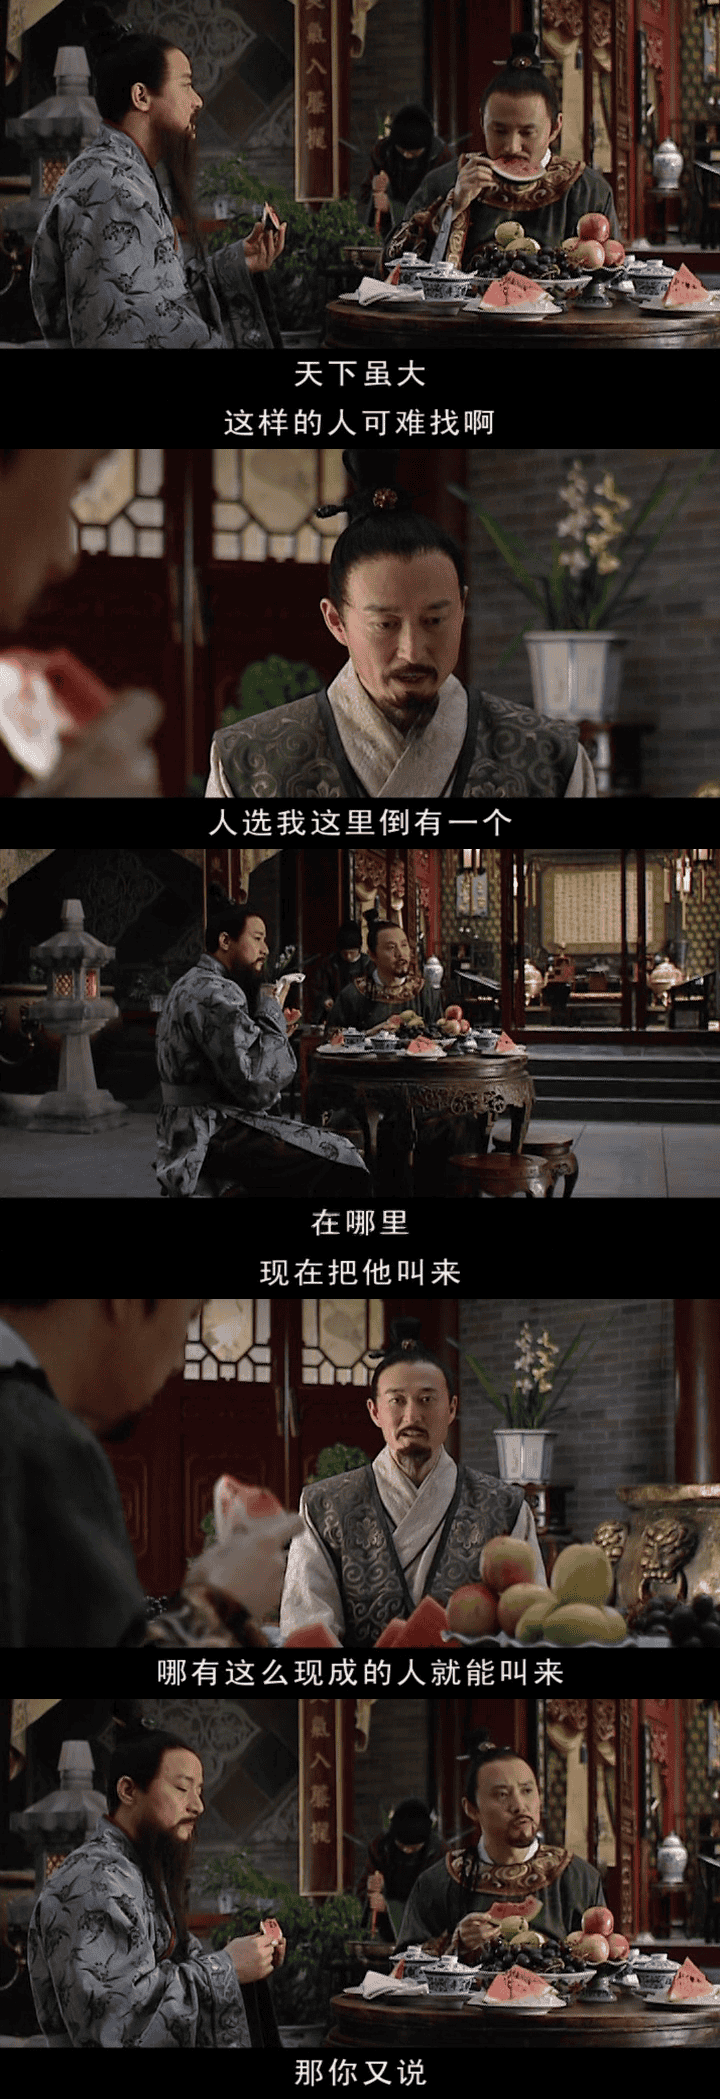 天下虽大
这样的人可难找啊
人选我这里倒有一个
在哪里
现在把他叫来
哪有这么现成的人就能叫来
那你又说